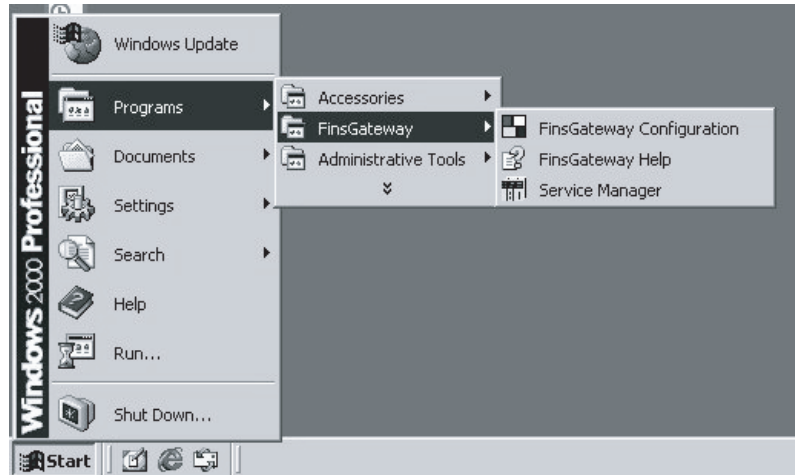 Windows 2000 Professional
Windows Update
Programs
Documents
Settings
Search
Help
Run...
Shut Down...
Accessories
FinsGateway
Administrative Tools
FinsGateway Configuration
FinsGateway Help
Service Manager
Start